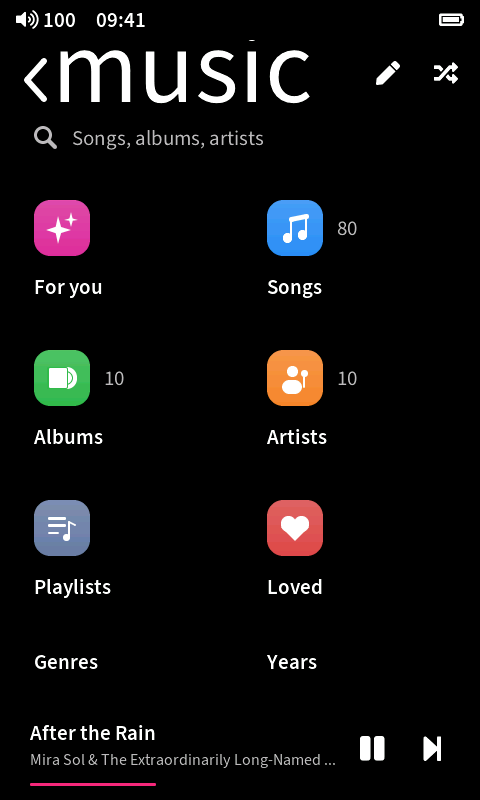 100 09:41
music
Songs, albums, artists
For you
Songs 80
Albums 10
Artists 10
Playlists
Loved
Genres
Years
After the Rain
Mira Sol & The Extraordinarily Long-Named ...